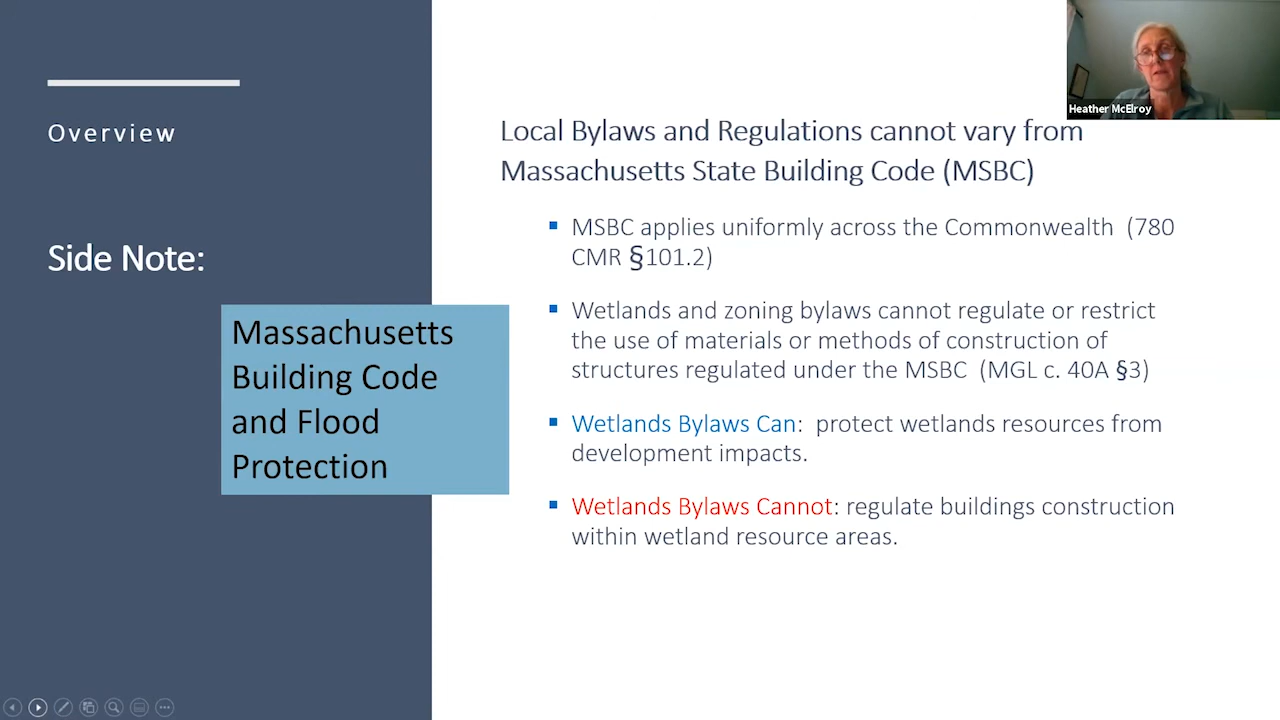 Overview
Side Note:
Massachusetts
Building Code
and Flood
Protection
Local Bylaws and Regulations cannot vary from
Massachusetts State Building Code (MSBC)
▪ MSBC applies uniformly across the Commonwealth (780
CMR §101.2)
▪ Wetlands and zoning bylaws cannot regulate or restrict
the use of materials or methods of construction of
structures regulated under the MSBC (MGL c. 40A §3)
▪ Wetlands Bylaws Can: protect wetlands resources from
development impacts.
▪ Wetlands Bylaws Cannot: regulate buildings construction
within wetland resource areas.
Heather McElroy